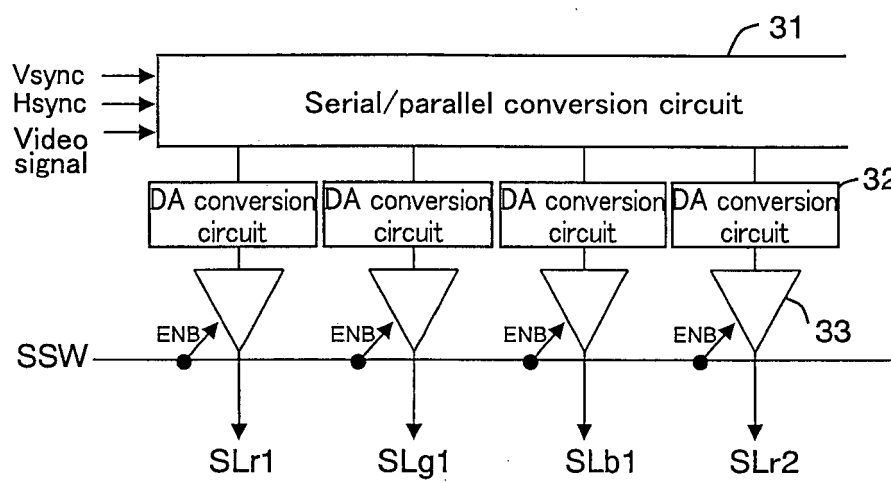 31
Vsync
Hsync
Video
signal
Serial/parallel conversion circuit
32
DA conversion
circuit
DA conversion
circuit
DA conversion
circuit
DA conversion
circuit
33
ENB
ENB
ENB
ENB
SSW
SLr1
SLg1
SLb1
SLr2